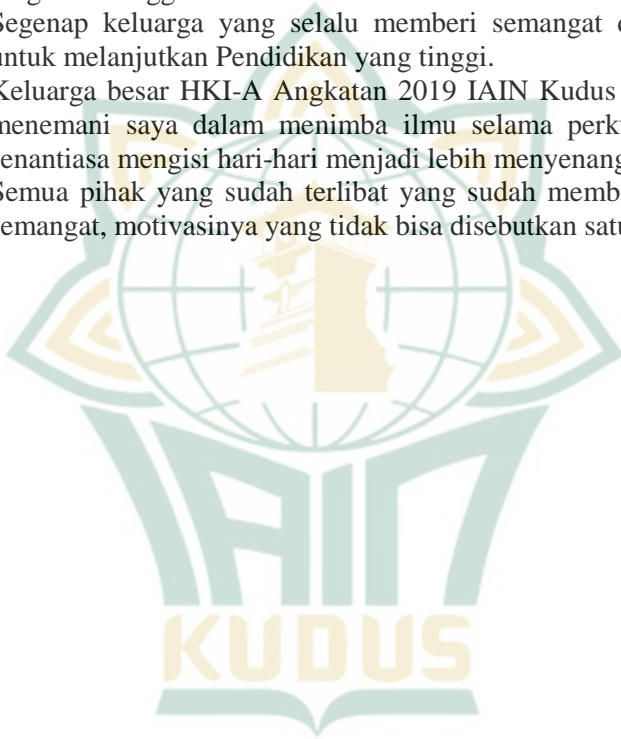 Segenap keluarga yang selalu memberi semangat
untuk melanjutkan Pendidikan yang tinggi.
Keluarga besar HKI-A Angkatan 2019 IAIN Kudus
menemani saya dalam menimba ilmu selama
senantiasa mengisi hari-hari menjadi lebih
Semua pihak yang sudah terlibat yang sudah
semangat, motivasinya yang tidak bisa disebutkan
IAIN
KUDUS